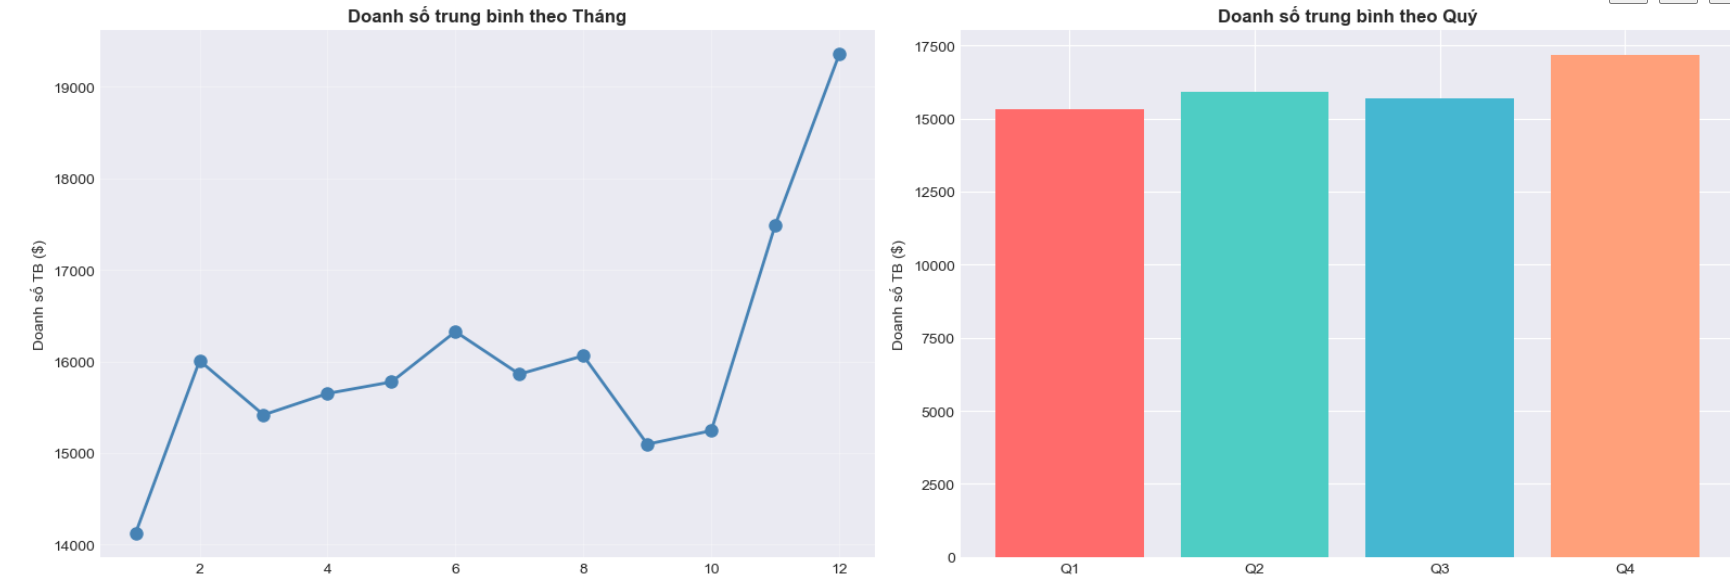 Doanh số trung bình theo Tháng
Doanh số TB ($)
19000
18000
17000
16000
15000
14000
2 4 6 8 10 12
Doanh số trung bình theo Quý
Doanh số TB ($)
17500
15000
12500
10000
7500
5000
2500
0
Q1 Q2 Q3 Q4